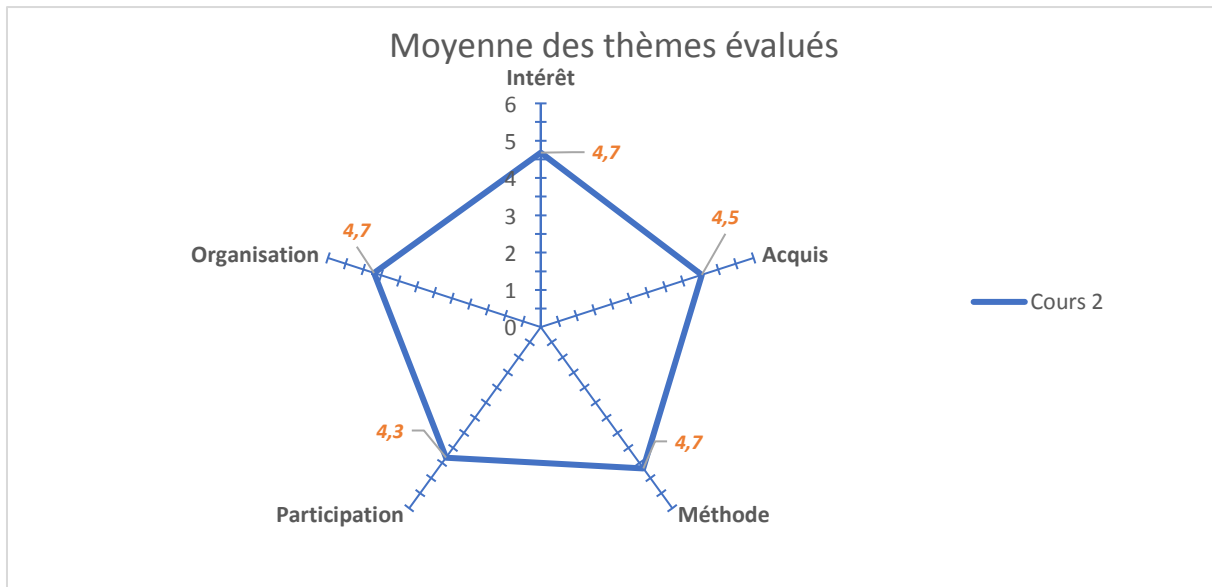 Moyenne des thèmes évalués
Intérêt
6
5
4,7
4
4,5
4,7
Organisation
Acquis
3
2
1
Cours 2
0
4,3
4,7
Participation
Méthode